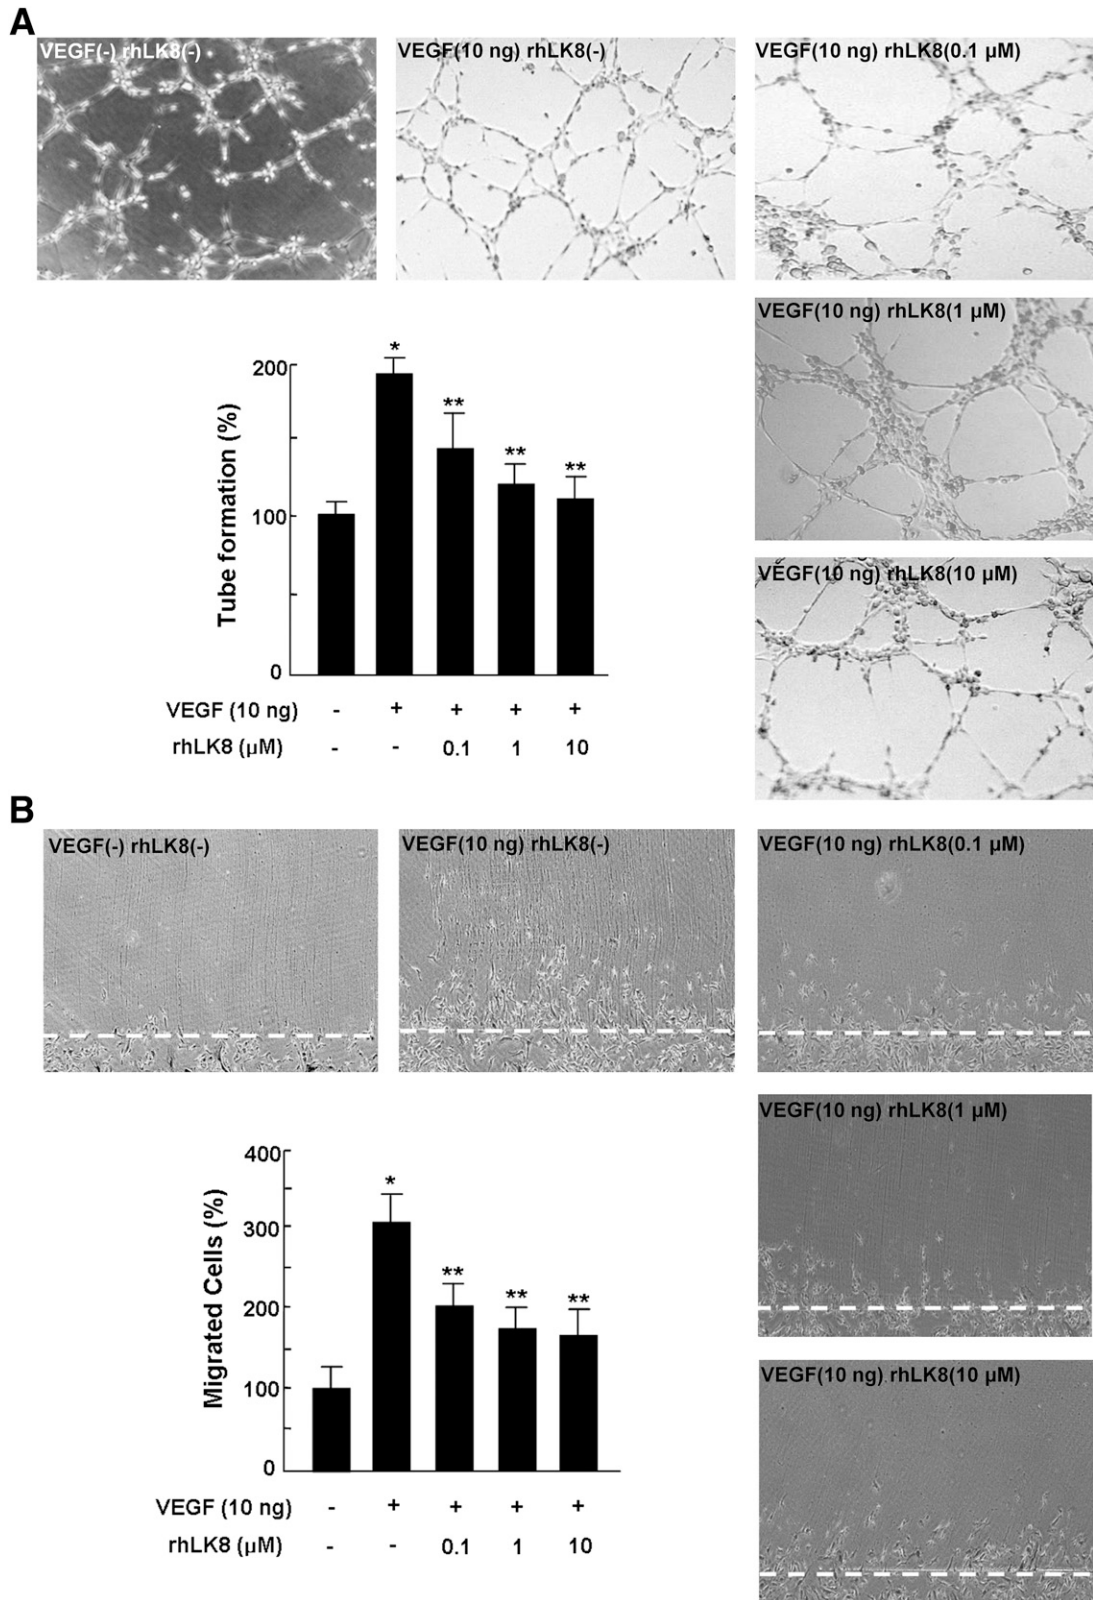 A
VEGF(-) rhLK8(-)
VEGF(10 ng) rhLK8(-)
VEGF(10 ng) rhLK8(0.1 µM)
VEGF(10 ng) rhLK8(1 µM)
VEGF(10 ng) rhLK8(10 µM)
Tube formation (%)
200
100
0
* ** ** **
VEGF (10 ng) - + + + +
rhLK8 (µM) - - 0.1 1 10
B
VEGF(-) rhLK8(-)
VEGF(10 ng) rhLK8(-)
VEGF(10 ng) rhLK8(0.1 µM)
VEGF(10 ng) rhLK8(1 µM)
VEGF(10 ng) rhLK8(10 µM)
Migrated Cells (%)
400
300
200
100
0
* ** ** **
VEGF (10 ng) - + + + +
rhLK8 (µM) - - 0.1 1 10